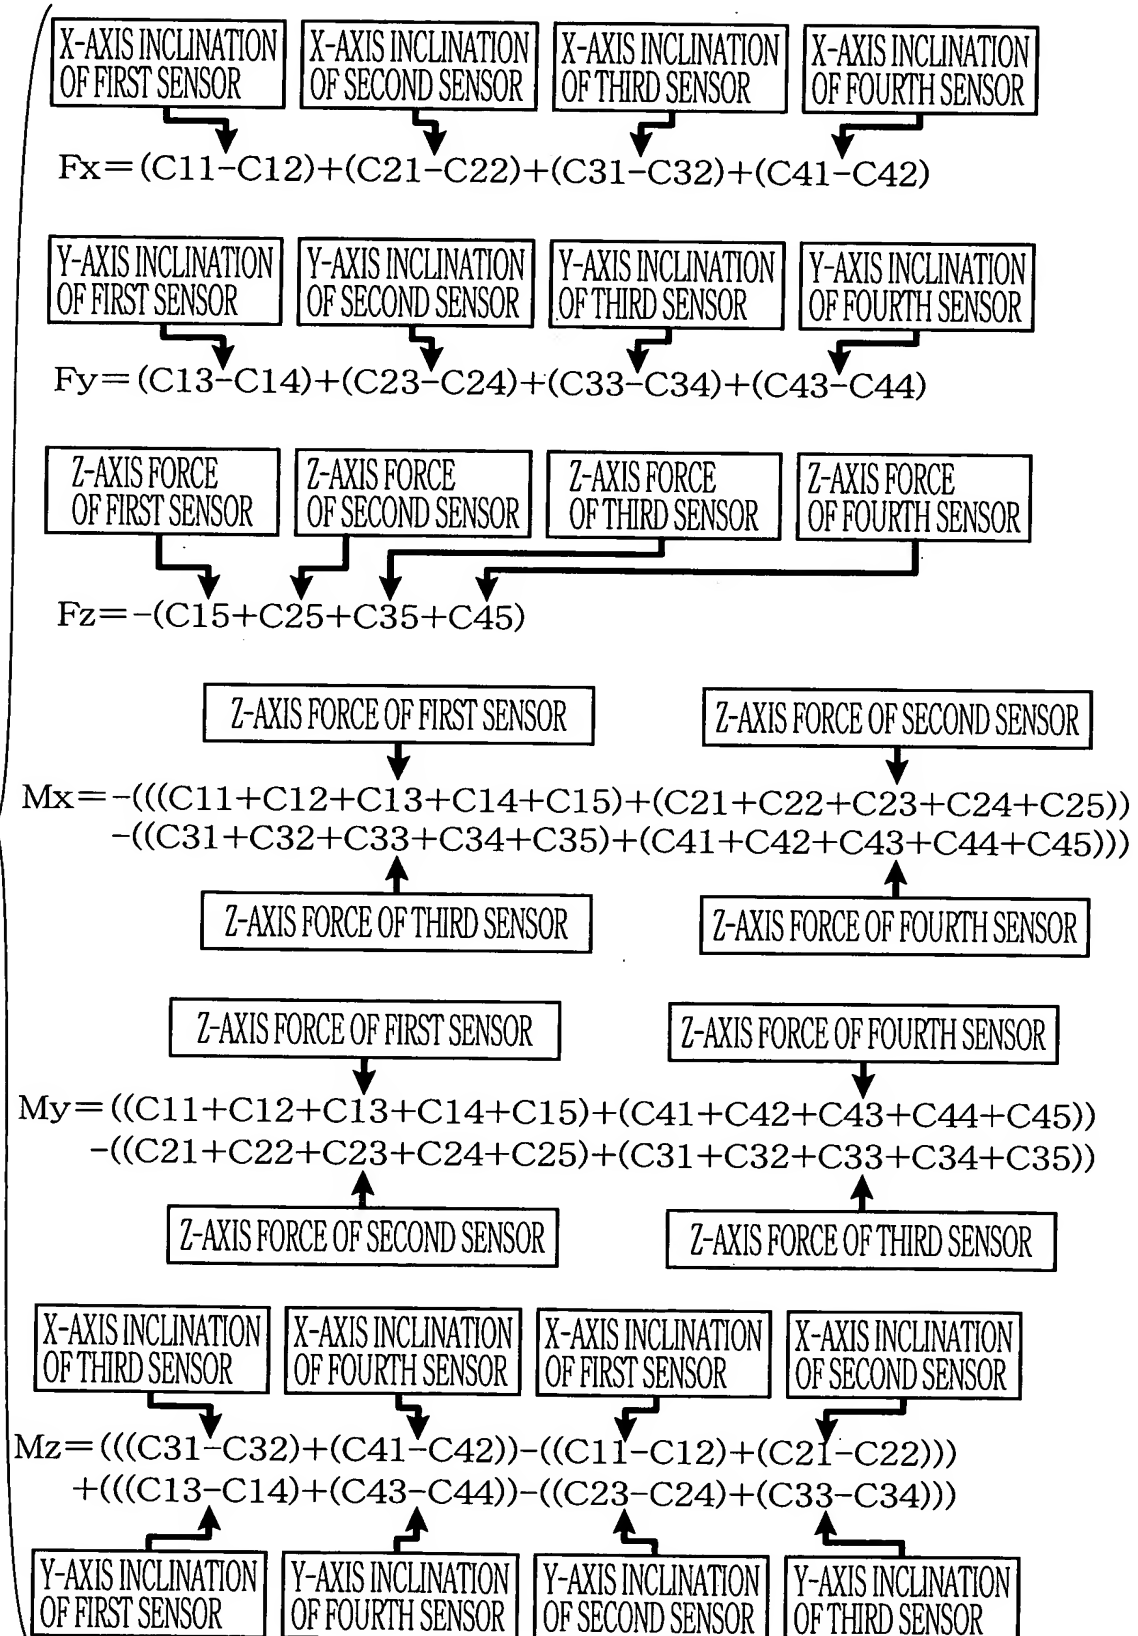 X-AXIS INCLINATION
OF FIRST SENSOR
X-AXIS INCLINATION
OF SECOND SENSOR
X-AXIS INCLINATION
OF THIRD SENSOR
X-AXIS INCLINATION
OF FOURTH SENSOR
Fx=(C11-C12)+(C21-C22)+(C31-C32)+(C41-C42)
Y-AXIS INCLINATION
OF FIRST SENSOR
Y-AXIS INCLINATION
OF SECOND SENSOR
Y-AXIS INCLINATION
OF THIRD SENSOR
Y-AXIS INCLINATION
OF FOURTH SENSOR
Fy=(C13-C14)+(C23-C24)+(C33-C34)+(C43-C44)
Z-AXIS FORCE
OF FIRST SENSOR
Z-AXIS FORCE
OF SECOND SENSOR
Z-AXIS FORCE
OF THIRD SENSOR
Z-AXIS FORCE
OF FOURTH SENSOR
Fz=-(C15+C25+C35+C45)
Z-AXIS FORCE OF FIRST SENSOR
Z-AXIS FORCE OF SECOND SENSOR
Mx=-(((C11+C12+C13+C14+C15)+(C21+C22+C23+C24+C25))
-((C31+C32+C33+C34+C35)+(C41+C42+C43+C44+C45)))
Z-AXIS FORCE OF THIRD SENSOR
Z-AXIS FORCE OF FOURTH SENSOR
Z-AXIS FORCE OF FIRST SENSOR
Z-AXIS FORCE OF FOURTH SENSOR
My=((C11+C12+C13+C14+C15)+(C41+C42+C43+C44+C45))
-((C21+C22+C23+C24+C25)+(C31+C32+C33+C34+C35))
Z-AXIS FORCE OF SECOND SENSOR
Z-AXIS FORCE OF THIRD SENSOR
X-AXIS INCLINATION
OF THIRD SENSOR
X-AXIS INCLINATION
OF FOURTH SENSOR
X-AXIS INCLINATION
OF FIRST SENSOR
X-AXIS INCLINATION
OF SECOND SENSOR
Mz=(((C31-C32)+(C41-C42))-((C11-C12)+(C21-C22)))
+(((C13-C14)+(C43-C44))-((C23-C24)+(C33-C34)))
Y-AXIS INCLINATION
OF FIRST SENSOR
Y-AXIS INCLINATION
OF FOURTH SENSOR
Y-AXIS INCLINATION
OF SECOND SENSOR
Y-AXIS INCLINATION
OF THIRD SENSOR